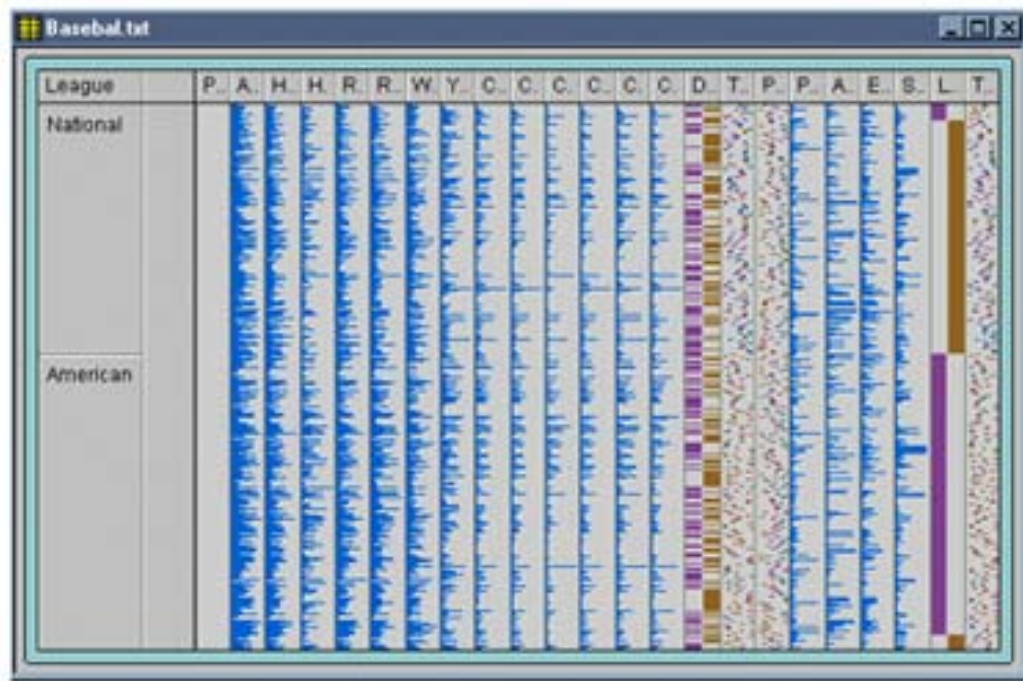 Basebal.txt
League P.. A.. H.. H. R. R.. W. Y.. C. C. C. C. C. C. D. T.. P.. P.. A. E.. S.. L. T..
National
American